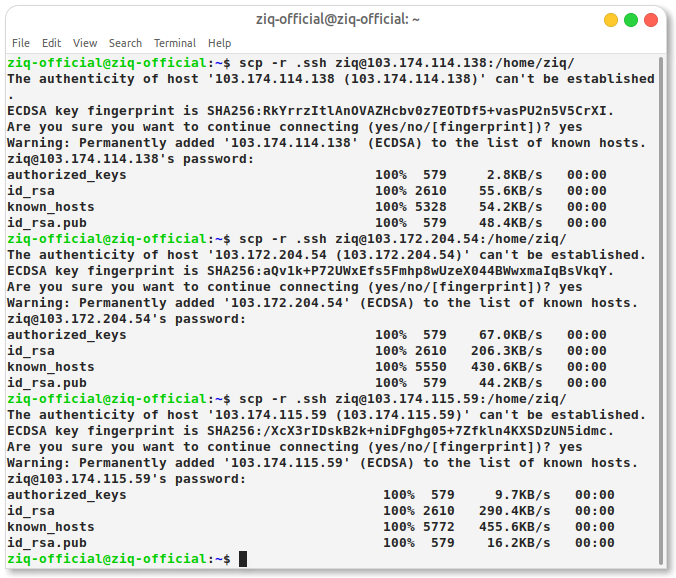 ziq-official@ziq-official: ~
File Edit View Search Terminal Help
ziq-official@ziq-official:~$ scp -r .ssh ziq@103.174.114.138:/home/ziq/
The authenticity of host '103.174.114.138 (103.174.114.138)' can't be established
.
ECDSA key fingerprint is SHA256:RkYrrzItlAnOVAZHcbv0z7EOTDf5+vasPU2n5V5CrXI.
Are you sure you want to continue connecting (yes/no/[fingerprint])? yes
Warning: Permanently added '103.174.114.138' (ECDSA) to the list of known hosts.
ziq@103.174.114.138's password:
authorized_keys 100% 579 2.8KB/s 00:00
id_rsa 100% 2610 55.6KB/s 00:00
known_hosts 100% 5328 54.2KB/s 00:00
id_rsa.pub 100% 579 48.4KB/s 00:00
ziq-official@ziq-official:~$ scp -r .ssh ziq@103.172.204.54:/home/ziq/
The authenticity of host '103.172.204.54 (103.172.204.54)' can't be established.
ECDSA key fingerprint is SHA256:aQv1k+P72UWxEfs5Fmhp8wUzeX044BWwxmaIqBsVkqY.
Are you sure you want to continue connecting (yes/no/[fingerprint])? yes
Warning: Permanently added '103.172.204.54' (ECDSA) to the list of known hosts.
ziq@103.172.204.54's password:
authorized_keys 100% 579 67.0KB/s 00:00
id_rsa 100% 2610 206.3KB/s 00:00
known_hosts 100% 5550 430.6KB/s 00:00
id_rsa.pub 100% 579 44.2KB/s 00:00
ziq-official@ziq-official:~$ scp -r .ssh ziq@103.174.115.59:/home/ziq/
The authenticity of host '103.174.115.59 (103.174.115.59)' can't be established.
ECDSA key fingerprint is SHA256:/XcX3rIDskB2k+niDFghg05+7Zfkln4KXSDzUN5idmc.
Are you sure you want to continue connecting (yes/no/[fingerprint])? yes
Warning: Permanently added '103.174.115.59' (ECDSA) to the list of known hosts.
ziq@103.174.115.59's password:
authorized_keys 100% 579 9.7KB/s 00:00
id_rsa 100% 2610 290.4KB/s 00:00
known_hosts 100% 5772 455.6KB/s 00:00
id_rsa.pub 100% 579 16.2KB/s 00:00
ziq-official@ziq-official:~$